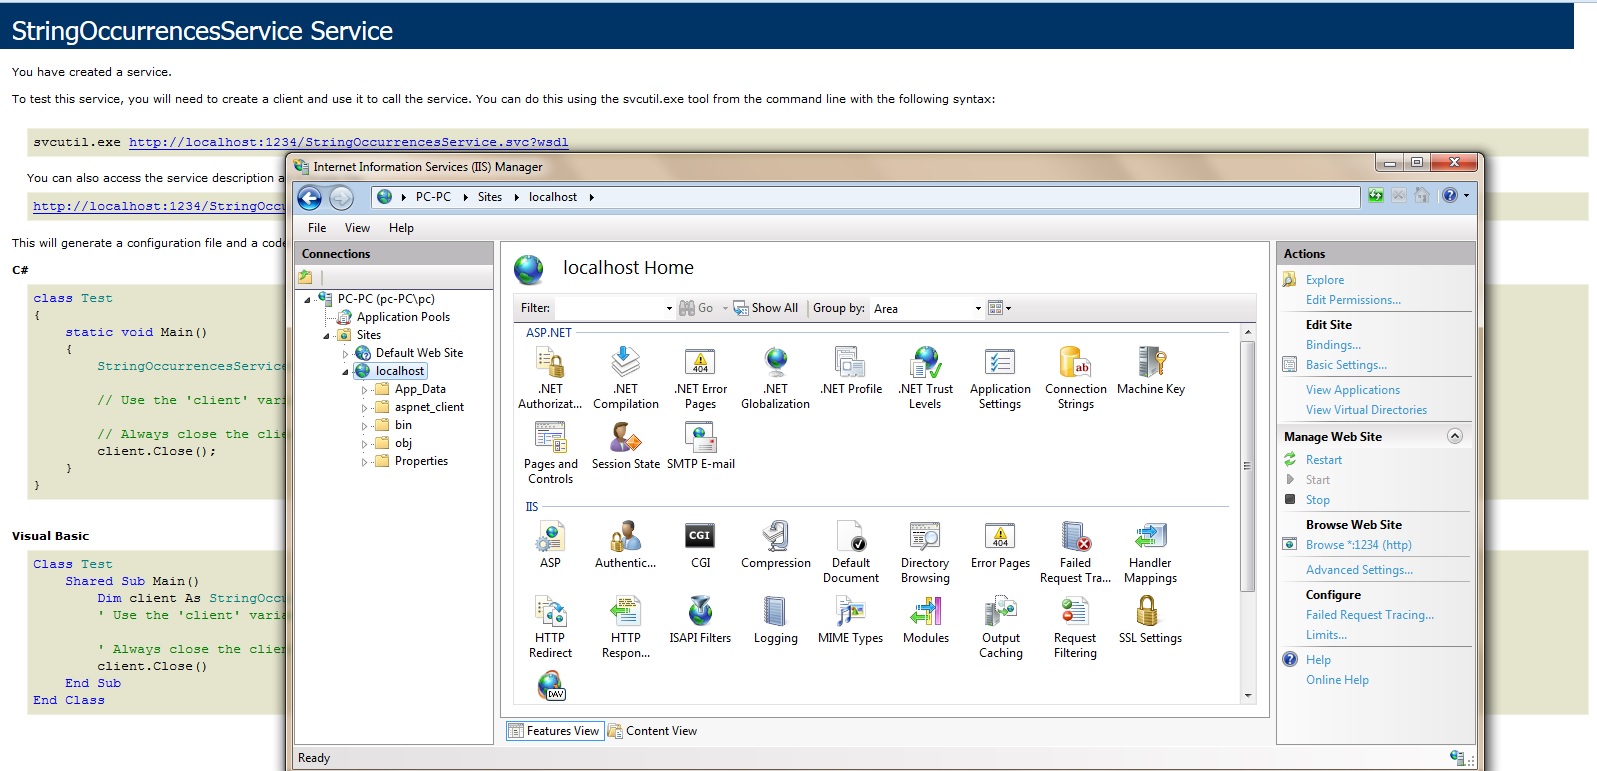 StringOccurrencesService Service
You have created a service.
To test this service, you will need to create a client and use it to call the service. You can do this using the svcutil.exe tool from the command line with the following syntax:
svcutil.exe http://localhost:1234/StringOccurrencesService.svc?wsdl
You can also access the service description a
http://localhost:1234/StringOccu
This will generate a configuration file and a code
C#
class Test
{
static void Main()
{
StringOccurrencesService
// Use the 'client' vari
// Always close the clie
client.Close();
}
}
Visual Basic
Class Test
Shared Sub Main()
Dim client As StringOccu
' Use the 'client' varia
' Always close the clien
client.Close()
End Sub
End Class
Internet Information Services (IIS) Manager
PC-PC
Sites
localhost
File
View
Help
Connections
PC-PC (pc-PC\pc)
Application Pools
Sites
Default Web Site
localhost
App_Data
aspnet_client
bin
obj
Properties
localhost Home
Filter:
Go
Show All
Group by:
Area
ASP.NET
.NET Authorizat...
.NET Compilation
404
.NET Error Pages
.NET Globalization
.NET Profile
.NET Trust Levels
Application Settings
ab
Connection Strings
Machine Key
Pages and Controls
Session State
SMTP E-mail
IIS
ASP
Authentic...
CGI
CGI
Compression
Default Document
Directory Browsing
404
Error Pages
Failed Request Tra...
Handler Mappings
HTTP Redirect
HTTP Respon...
ISAPI Filters
Logging
MIME Types
Modules
Output Caching
Request Filtering
SSL Settings
DAV
Features View
Content View
Ready
Actions
Explore
Edit Permissions...
Edit Site
Bindings...
Basic Settings...
View Applications
View Virtual Directories
Manage Web Site
Restart
Start
Stop
Browse Web Site
Browse *:1234 (http)
Advanced Settings...
Configure
Failed Request Tracing...
Limits...
Help
Online Help